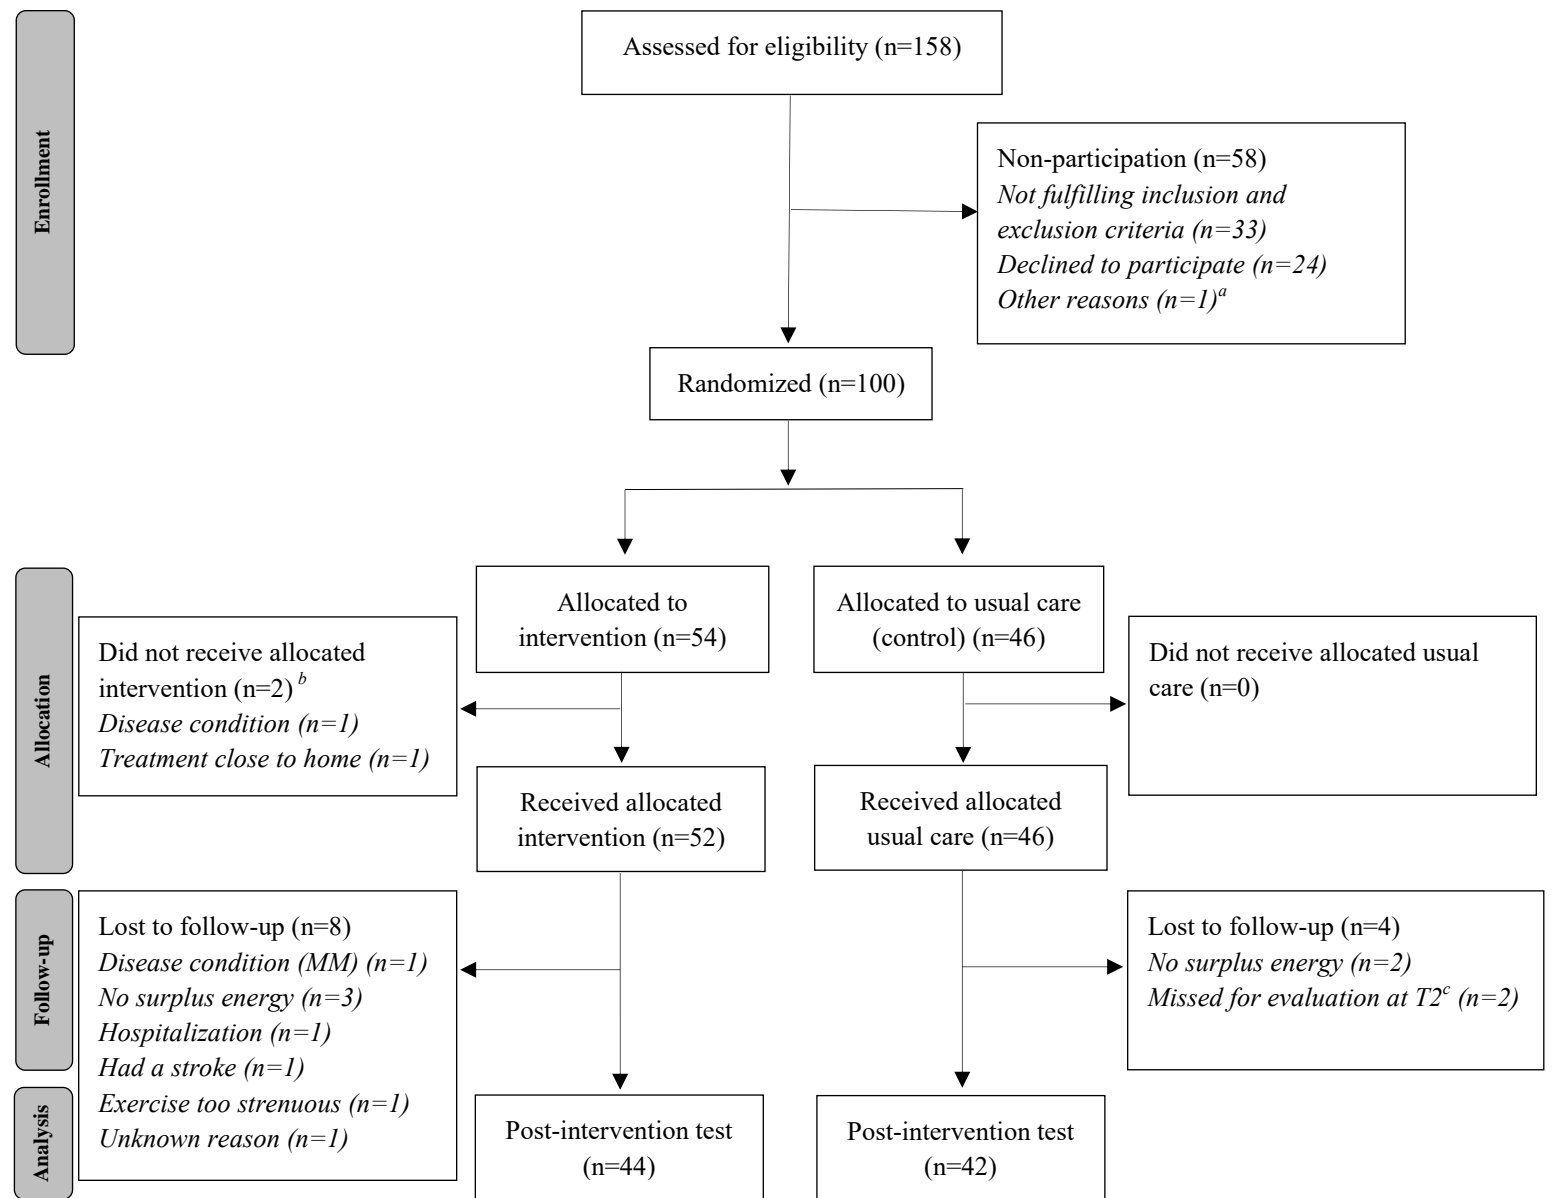 Enrollment
Assessed for eligibility (n=158)
Non-participation (n=58)
Not fulfilling inclusion and
exclusion criteria (n=33)
Declined to participate (n=24)
Other reasons (n=1)a
Randomized (n=100)
Allocation
Allocated to
intervention (n=54)
Allocated to usual care
(control) (n=46)
Did not receive allocated
intervention (n=2) b
Disease condition (n=1)
Treatment close to home (n=1)
Did not receive allocated usual
care (n=0)
Received allocated
intervention (n=52)
Received allocated
usual care (n=46)
Follow-up
Lost to follow-up (n=8)
Disease condition (MM) (n=1)
No surplus energy (n=3)
Hospitalization (n=1)
Had a stroke (n=1)
Exercise too strenuous (n=1)
Unknown reason (n=1)
Lost to follow-up (n=4)
No surplus energy (n=2)
Missed for evaluation at T2c (n=2)
Analysis
Post-intervention test
(n=44)
Post-intervention test
(n=42)